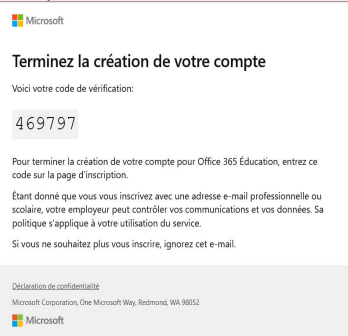 Microsoft
Terminez la création de votre compte
Voici votre code de vérification:
469797
Pour terminer la création de votre compte pour Office 365 Éducation, entrez ce
code sur la page d'inscription.
Étant donné que vous vous inscrivez avec une adresse e-mail professionnelle ou
scolaire, votre employeur peut contrôler vos communications et vos données. Sa
politique s'applique à votre utilisation du service.
Si vous ne souhaitez plus vous inscrire, ignorez cet e-mail.
Déclaration de confidentialité
Microsoft Corporation, One Microsoft Way, Redmond, WA 98052
Microsoft